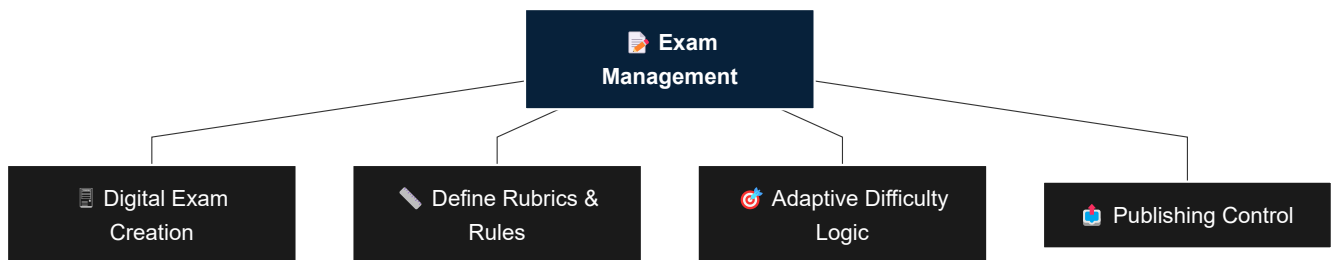 📝 Exam
Management
🖥 Digital Exam
Creation
📏 Define Rubrics &
Rules
🎯 Adaptive Difficulty
Logic
📤 Publishing Control